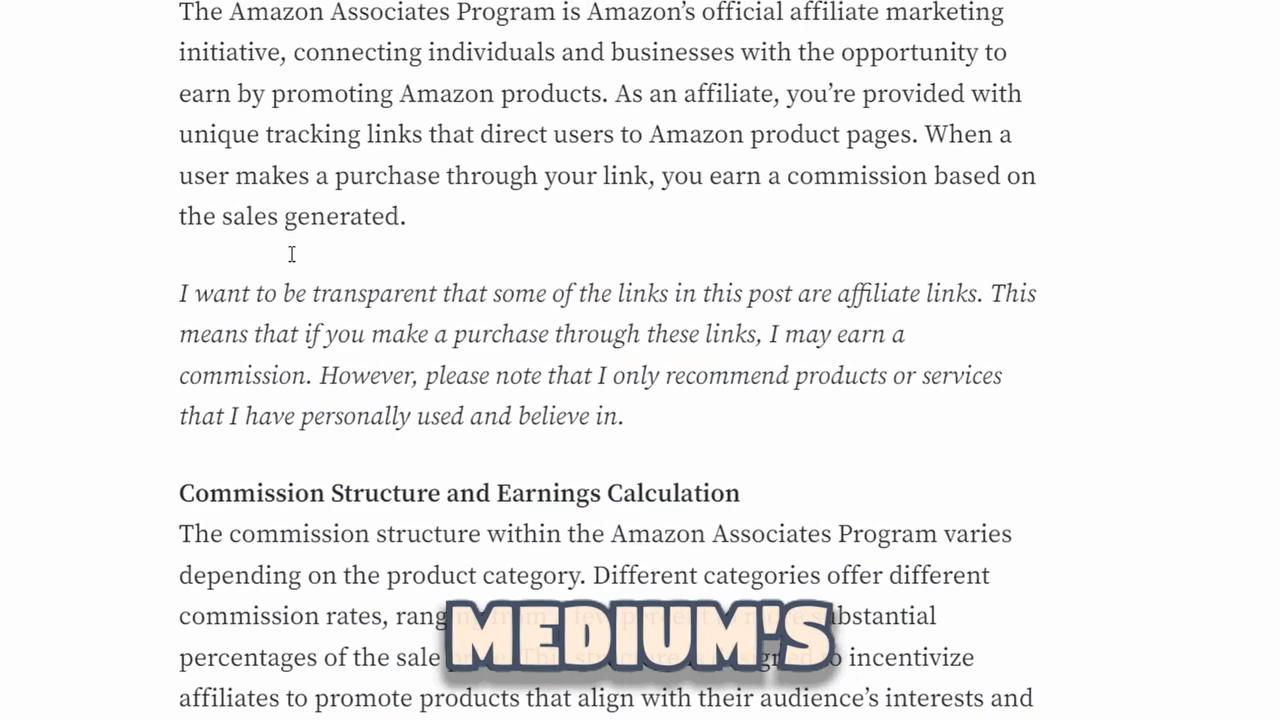 The Amazon Associates Program is Amazon’s official affiliate marketing
initiative, connecting individuals and businesses with the opportunity to
earn by promoting Amazon products. As an affiliate, you’re provided with
unique tracking links that direct users to Amazon product pages. When a
user makes a purchase through your link, you earn a commission based on
the sales generated.
I want to be transparent that some of the links in this post are affiliate links. This
means that if you make a purchase through these links, I may earn a
commission. However, please note that I only recommend products or services
that I have personally used and believe in.
Commission Structure and Earnings Calculation
The commission structure within the Amazon Associates Program varies
depending on the product category. Different categories offer different
commission rates,
MEDIUM'S
percentages of the sale incentivize
affiliates to promote products that align with their audience’s interests and